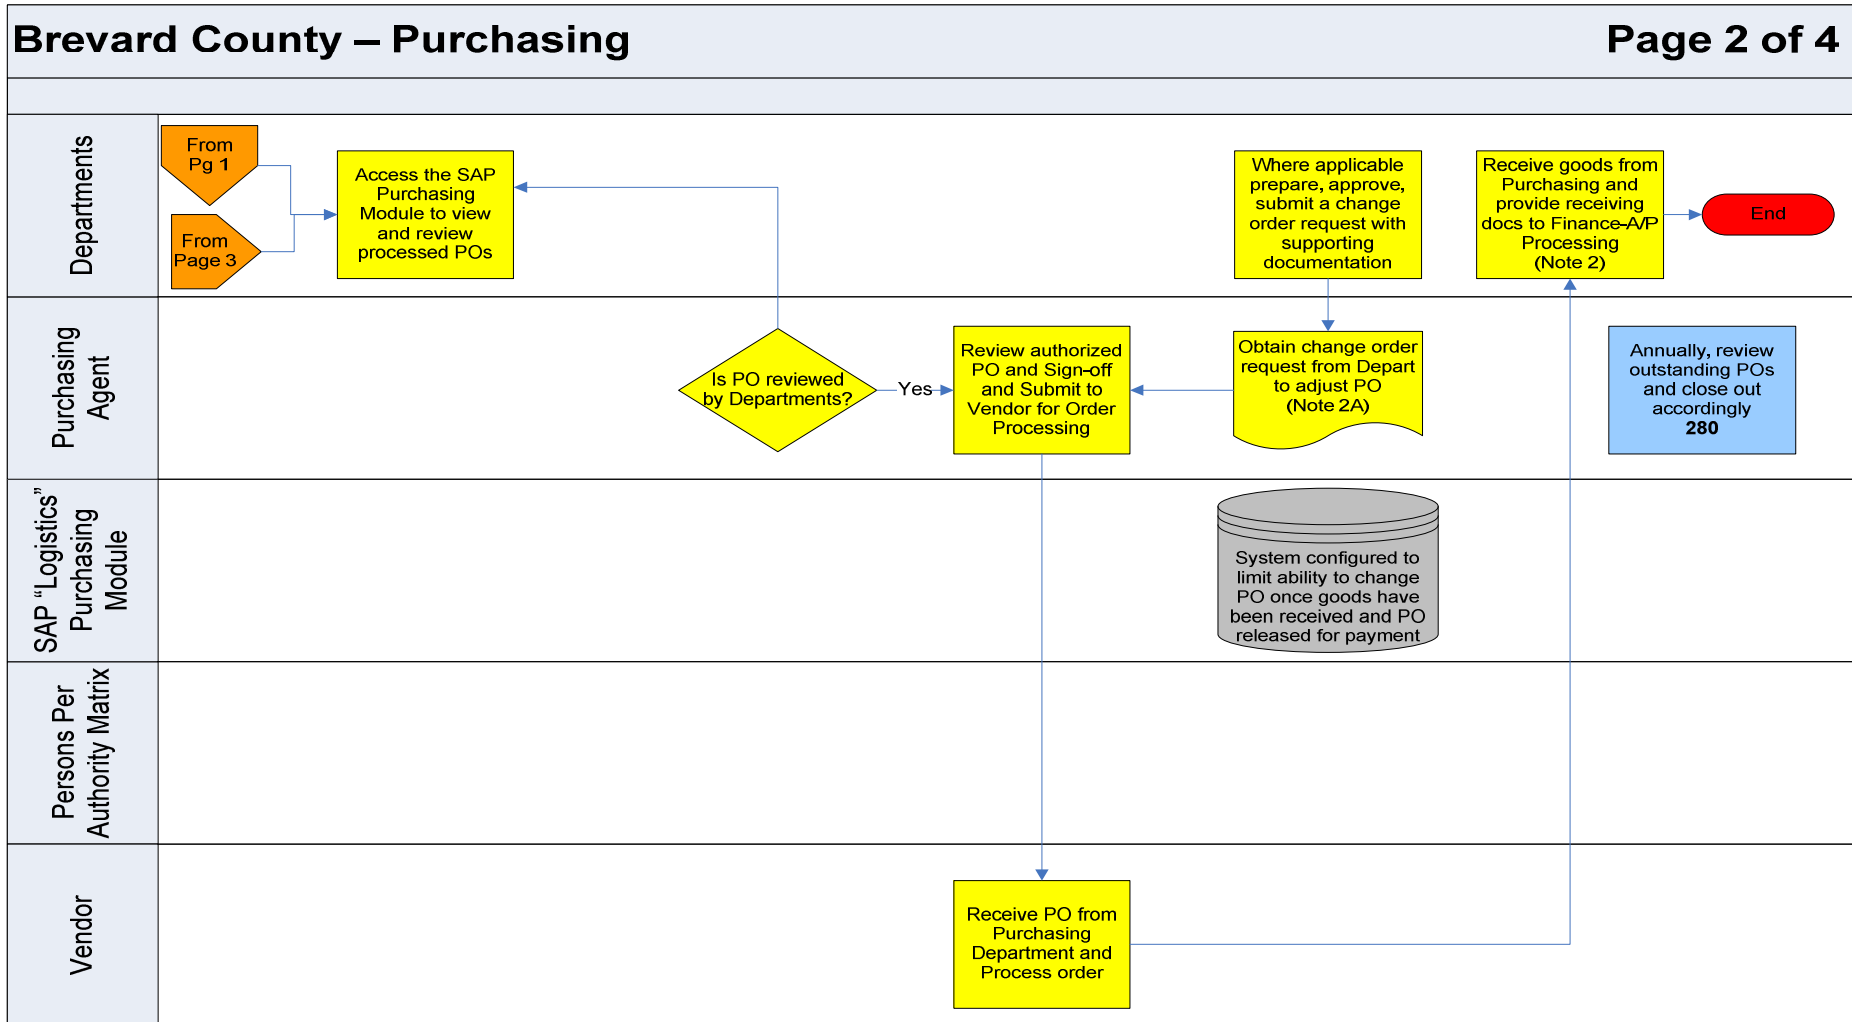 Brevard County – Purchasing
Page 2 of 4
Departments
From
Pg 1
From
Page 3
Access the SAP
Purchasing
Module to view
and review
processed POs
Where applicable
prepare, approve,
submit a change
order request with
supporting
documentation
Receive goods from
Purchasing and
provide receiving
docs to Finance-A/P
Processing
(Note 2)
End
Purchasing
Agent
Is PO reviewed
by Departments?
Yes
Review authorized
PO and Sign-off
and Submit to
Vendor for Order
Processing
Obtain change order
request from Depart
to adjust PO
(Note 2A)
Annually, review
outstanding POs
and close out
accordingly
280
SAP “Logistics”
Purchasing
Module
System configured to
limit ability to change
PO once goods have
been received and PO
released for payment
Persons Per
Authority Matrix
Vendor
Receive PO from
Purchasing
Department and
Process order